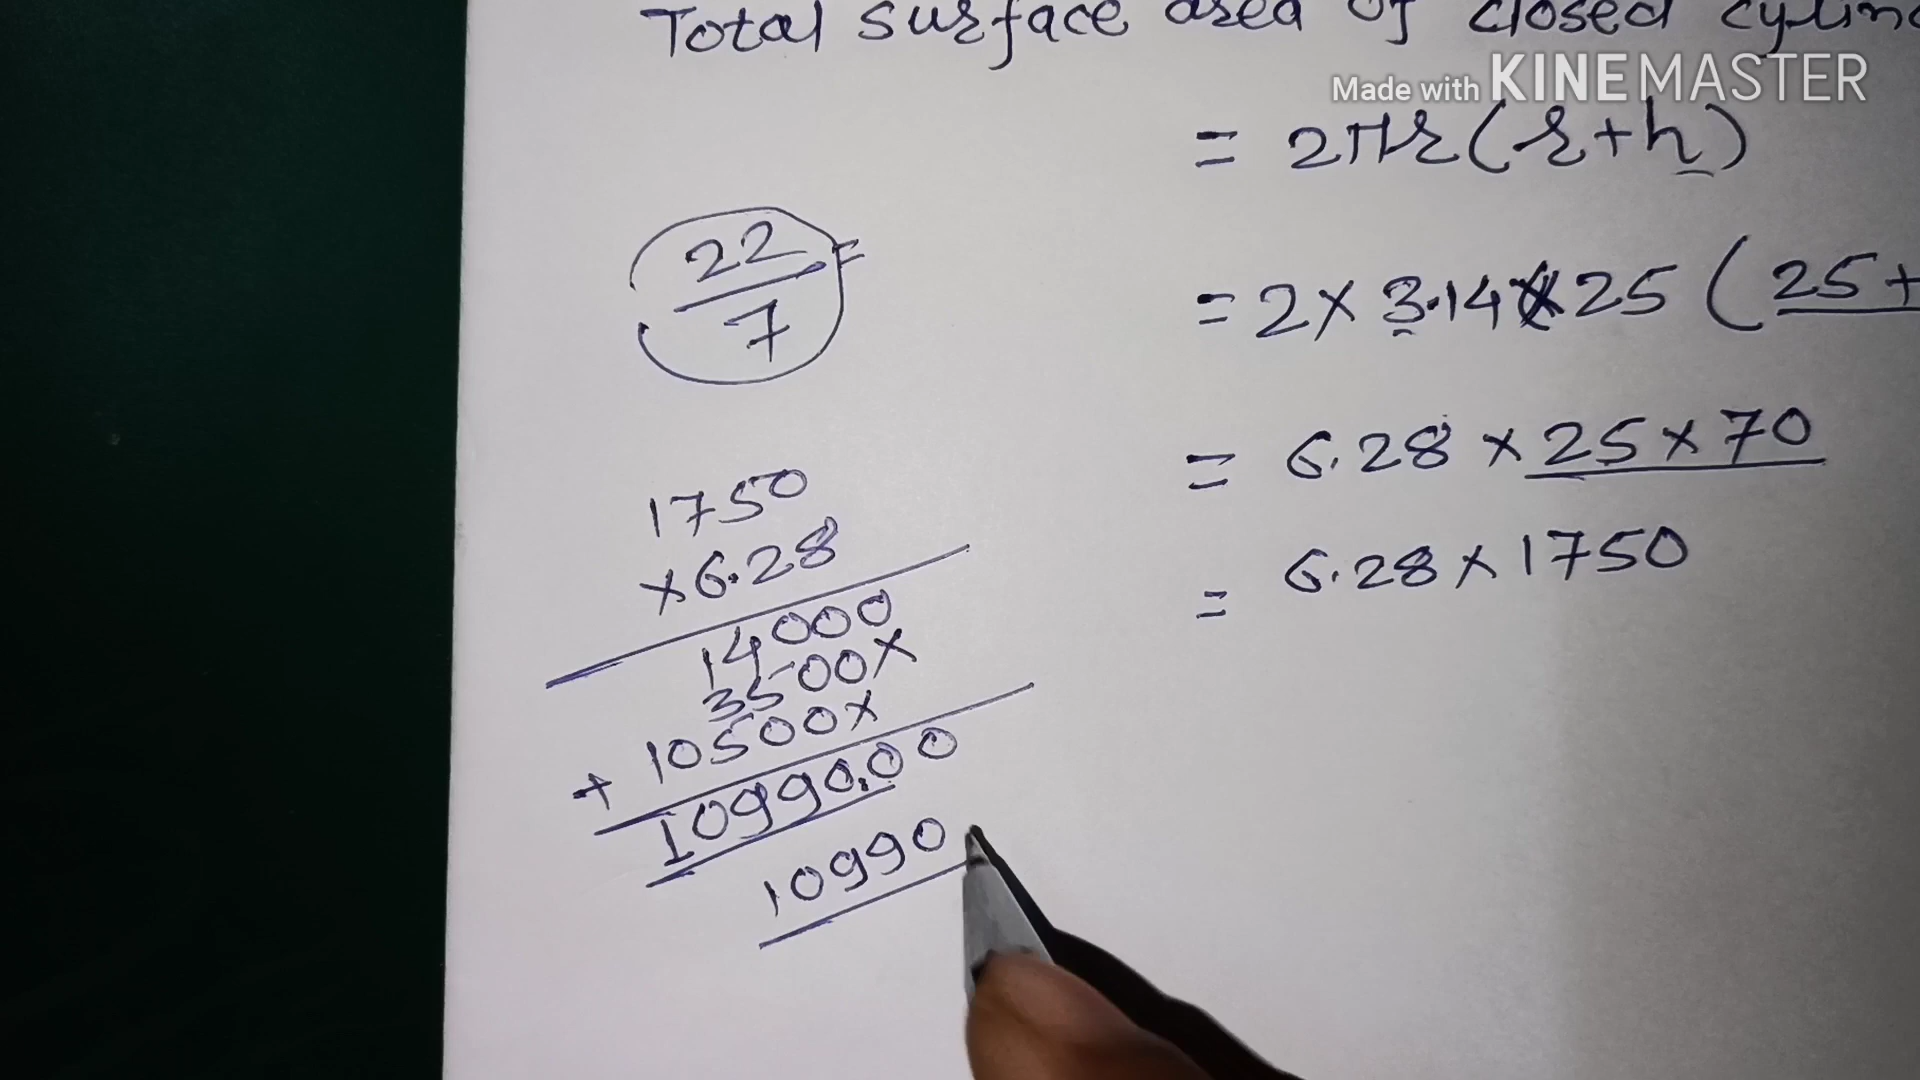 Total surface area of closed
Made with KINEMASTER
= 2πr(r+h)
22/7 =
= 2 × 3.14 × 25 (25+
= 6.28 × 25 × 70
= 6.28 × 1750
1750
×6.28
14000
3500×
+ 10500×
10990.00
10990